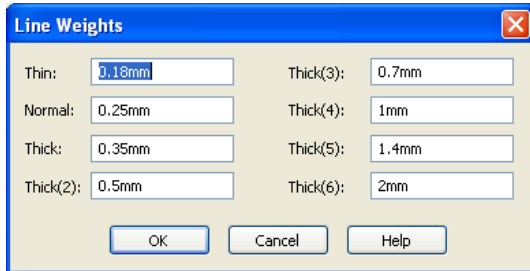 Line Weights
Thin: 0.18mm Thick(3): 0.7mm
Normal: 0.25mm Thick(4): 1mm
Thick: 0.35mm Thick(5): 1.4mm
Thick(2): 0.5mm Thick(6): 2mm
OK Cancel Help